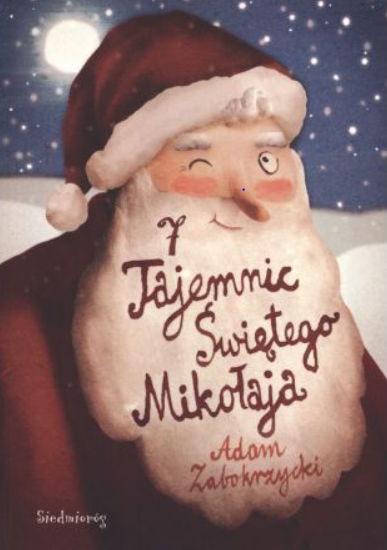 7
Tajemnic
Świętego
Mikołaja
Adam
Zabokrzycki
Siedmioróg